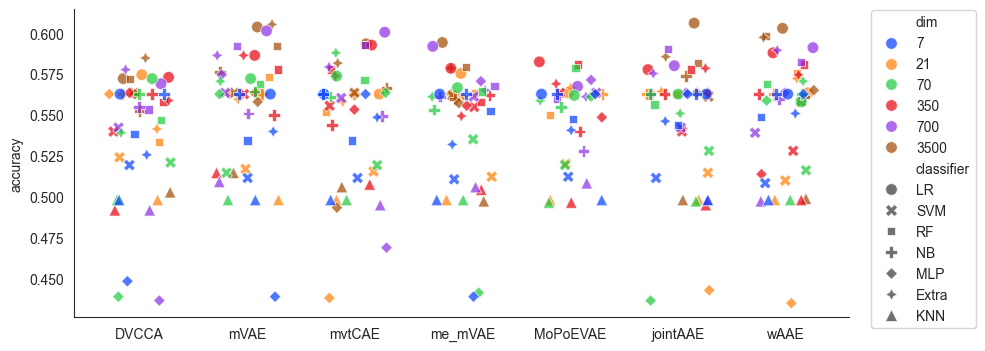 accuracy
0.600
0.575
0.550
0.525
0.500
0.475
0.450
DVCCA
mVAE
mvtCAE
me_mVAE
MoPoEVAE
jointAAE
wAAE
dim
7
21
70
350
700
3500
classifier
LR
SVM
RF
NB
MLP
Extra
KNN